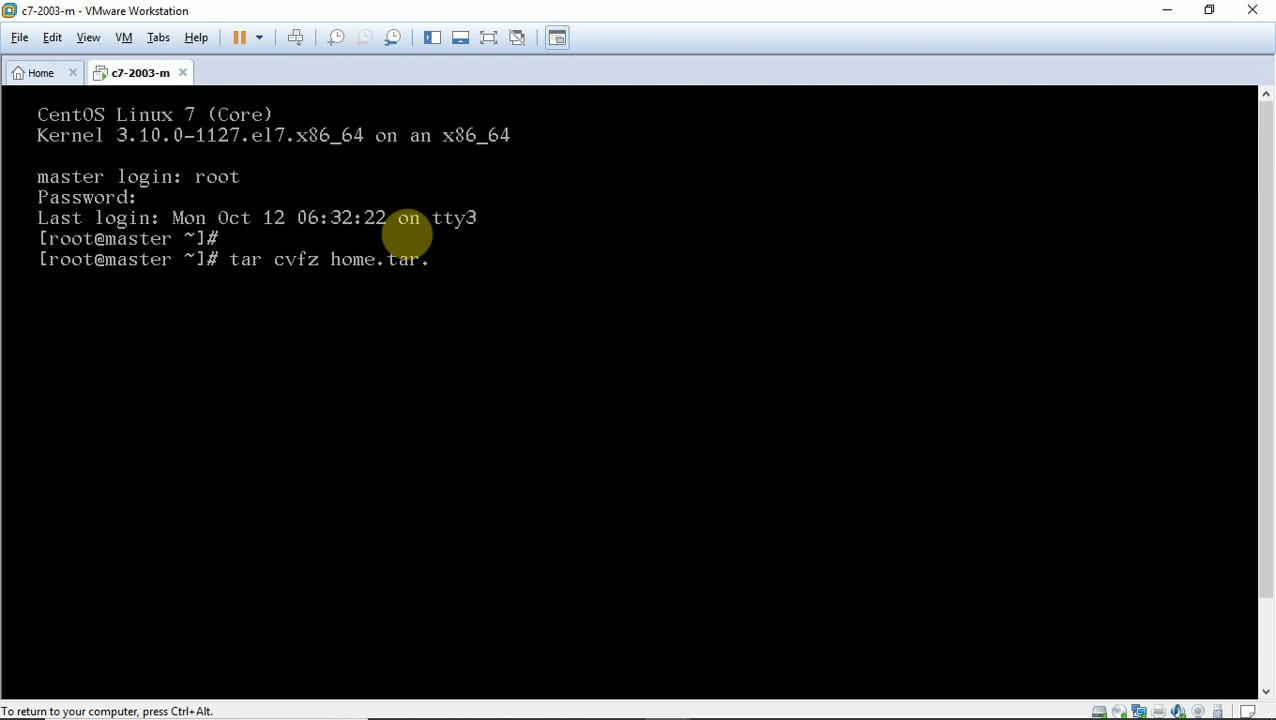 c7-2003-m - VMware Workstation
File Edit View VM Tabs Help
Home c7-2003-m
CentOS Linux 7 (Core)
Kernel 3.10.0-1127.el7.x86_64 on an x86_64
master login: root
Password:
Last login: Mon Oct 12 06:32:22 on tty3
[root@master ~]#
[root@master ~]# tar cvfz home.tar.
To return to your computer, press Ctrl+Alt.